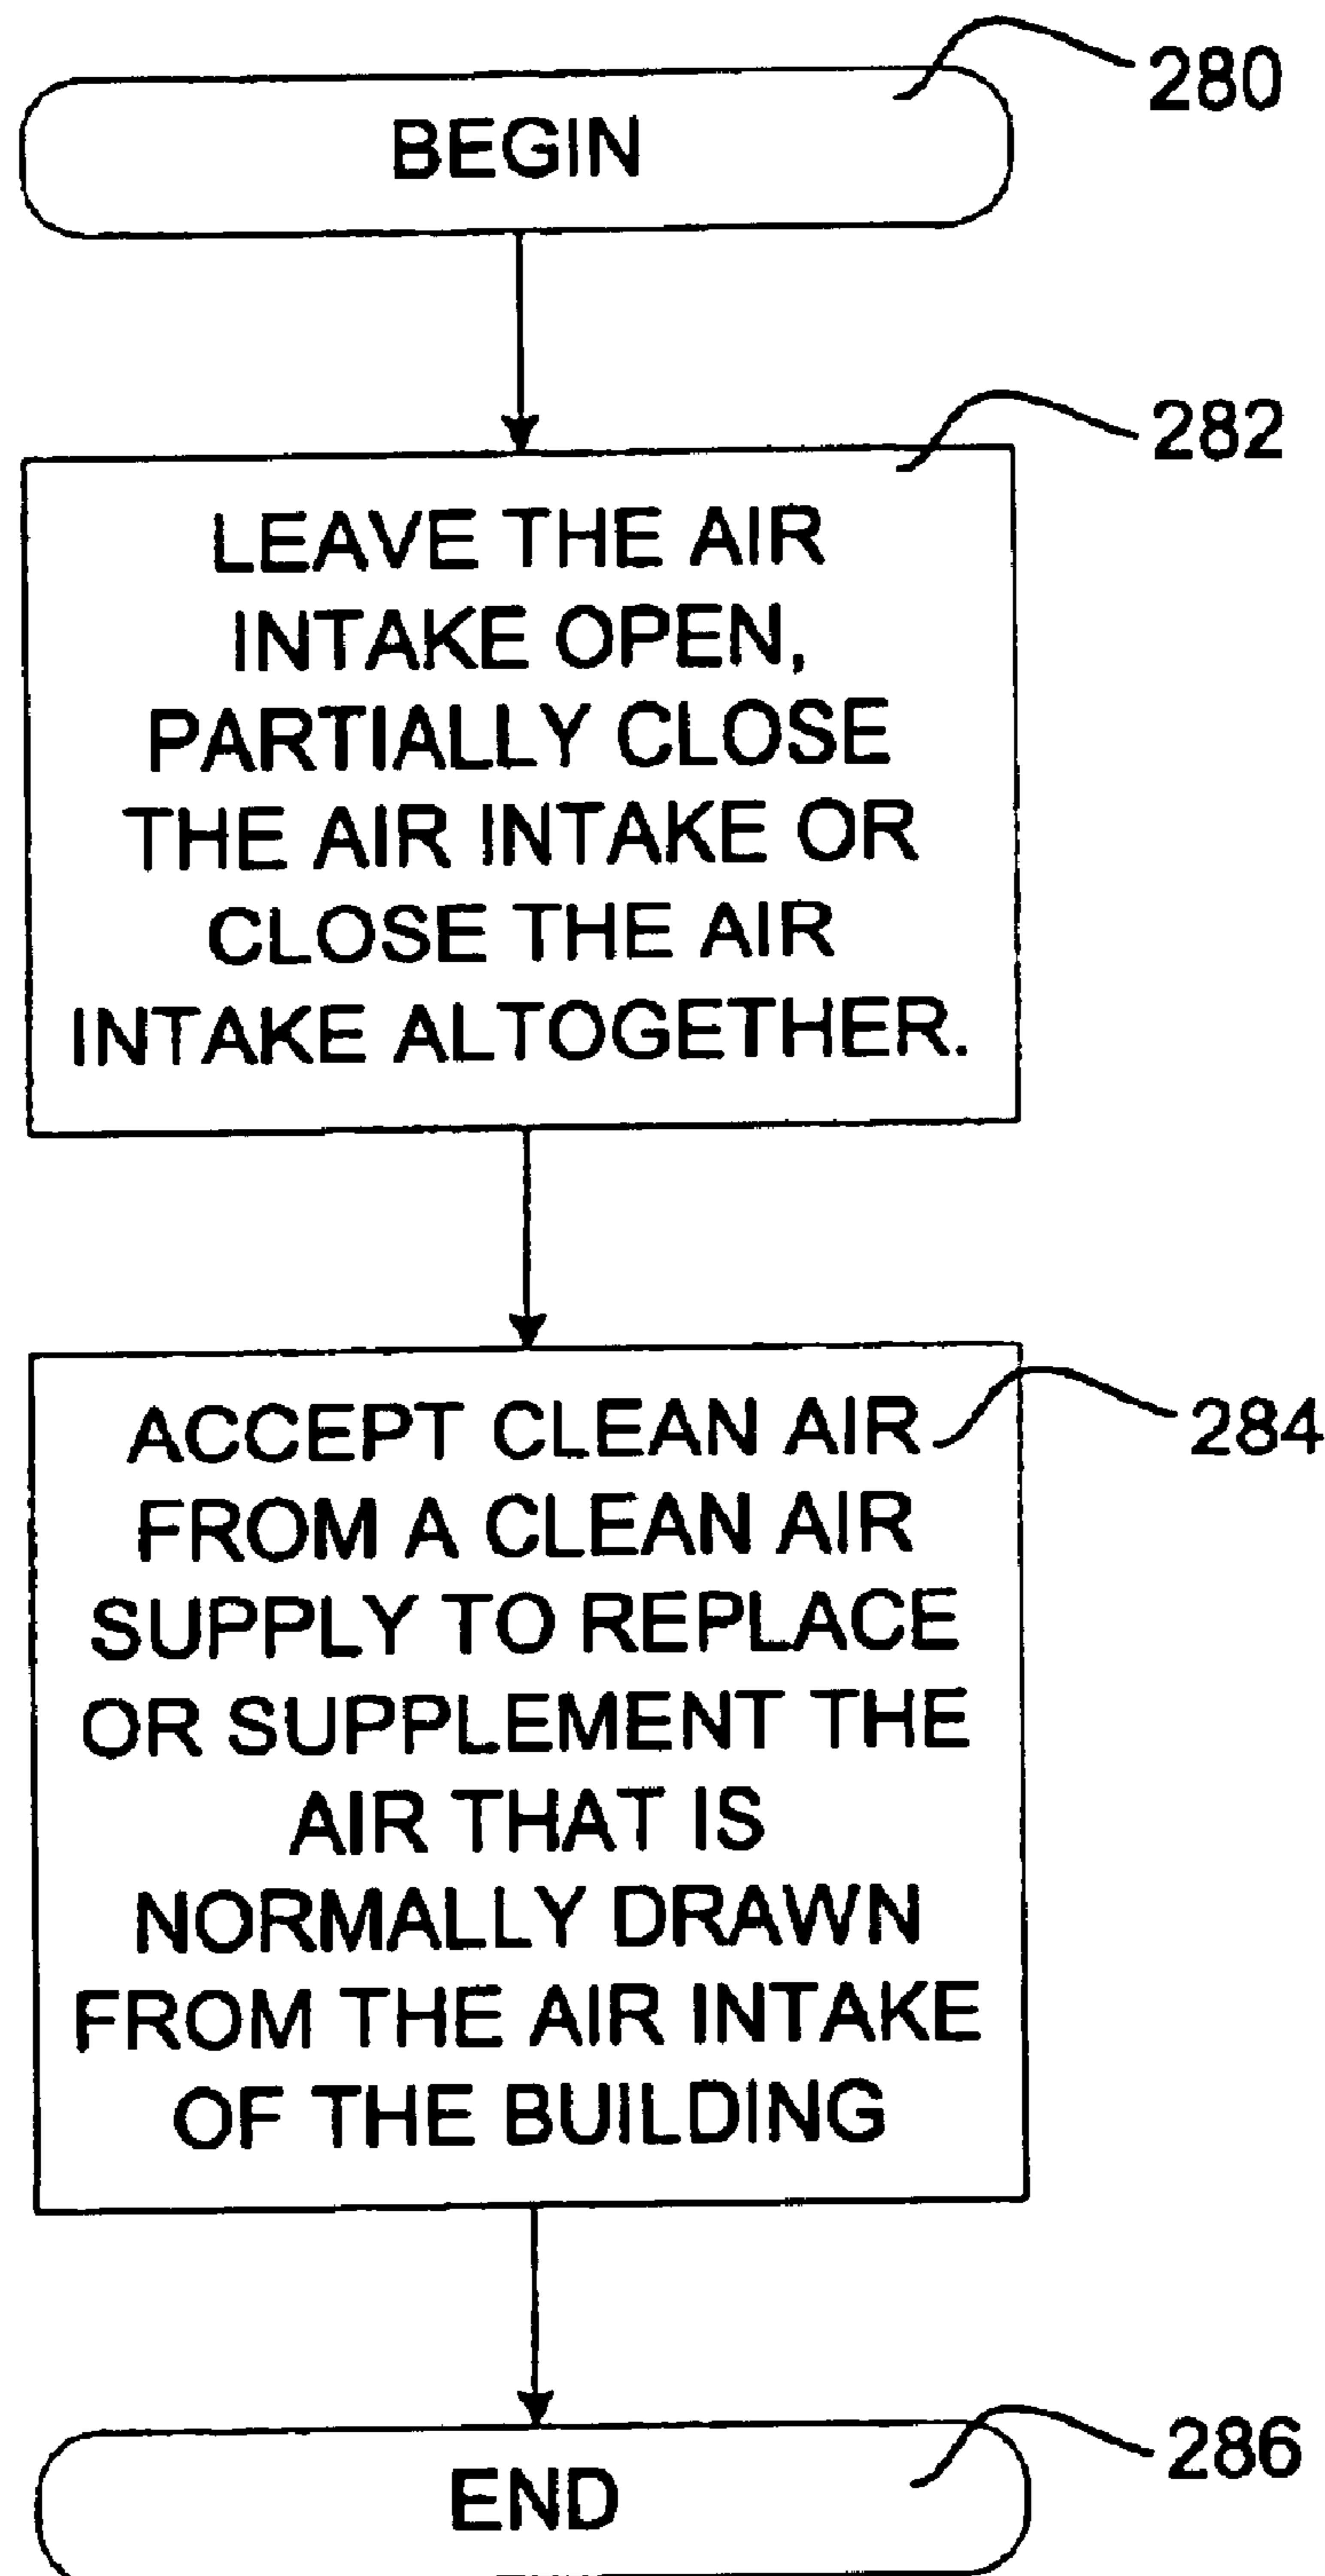 280
BEGIN
282
LEAVE THE AIR
INTAKE OPEN,
PARTIALLY CLOSE
THE AIR INTAKE OR
CLOSE THE AIR
INTAKE ALTOGETHER.
ACCEPT CLEAN AIR
284
FROM A CLEAN AIR
SUPPLY TO REPLACE
OR SUPPLEMENT THE
AIR THAT IS
NORMALLY DRAWN
FROM THE AIR INTAKE
OF THE BUILDING
286
END